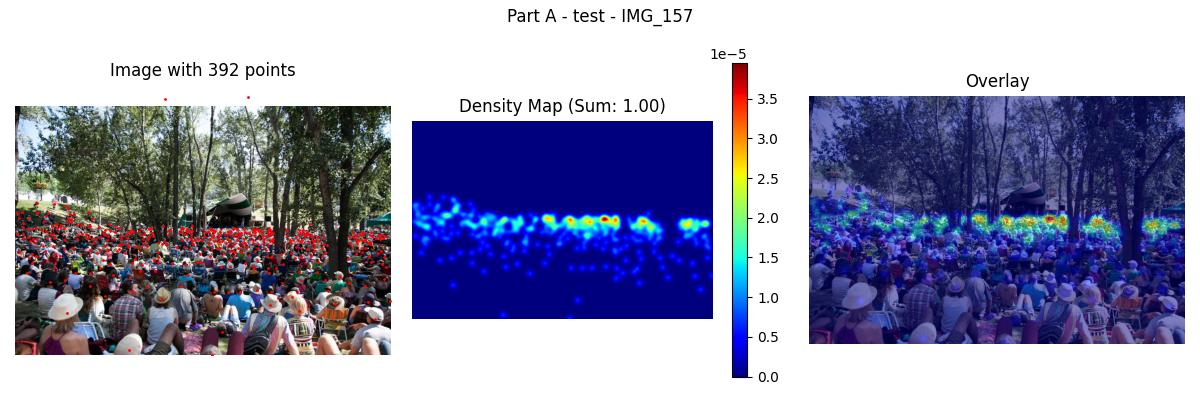 Part A - test - IMG_157
Image with 392 points
Density Map (Sum: 1.00)
1e−5
3.5
3.0
2.5
2.0
1.5
1.0
0.5
0.0
Overlay